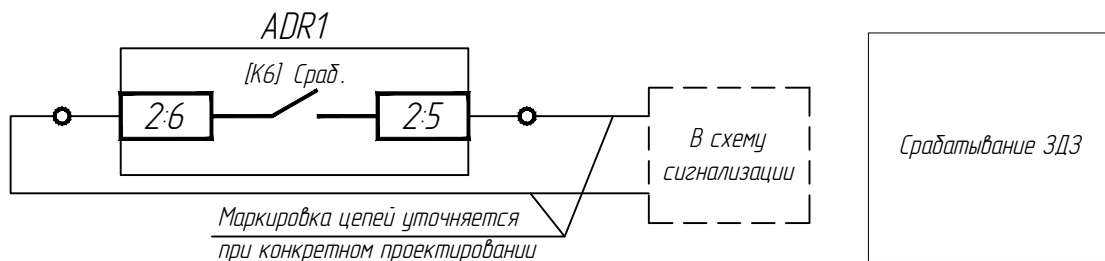 ADR1
[K6] Сраб.
2:6
2:5
В схему
сигнализации
Срабатывание ЗДЗ
Маркировка цепей уточняется
при конкретном проектировании